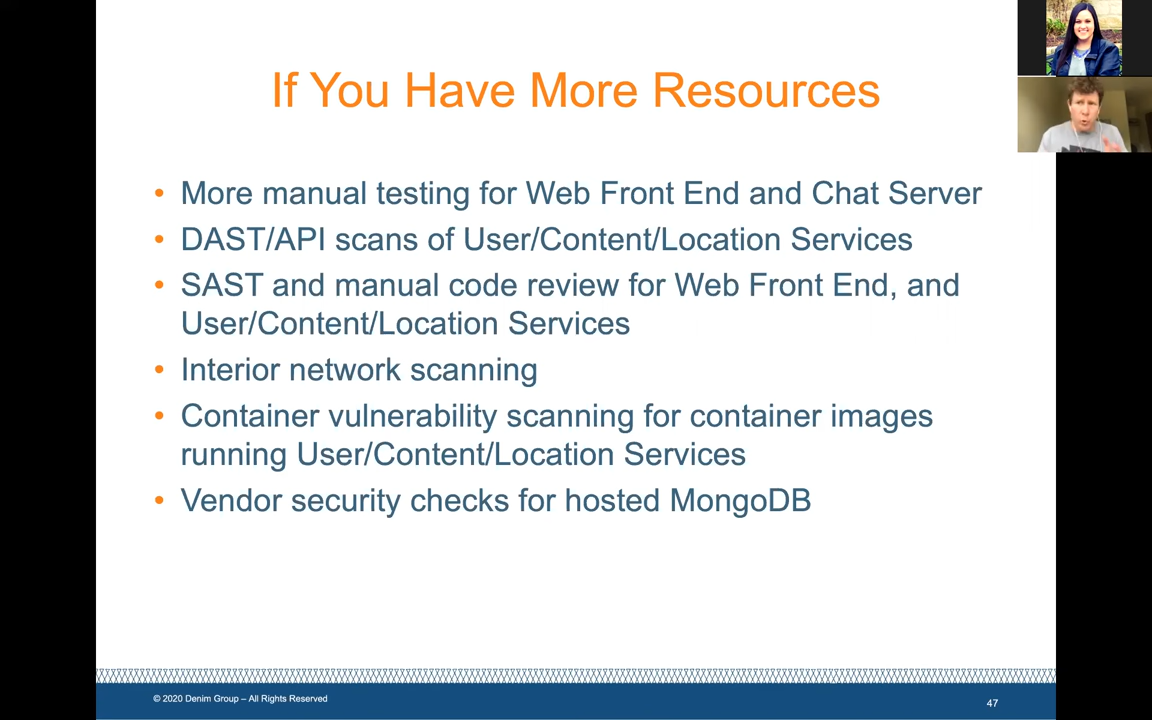 If You Have More Resources
• More manual testing for Web Front End and Chat Server
• DAST/API scans of User/Content/Location Services
• SAST and manual code review for Web Front End, and
User/Content/Location Services
• Interior network scanning
• Container vulnerability scanning for container images
running User/Content/Location Services
• Vendor security checks for hosted MongoDB
© 2020 Denim Group – All Rights Reserved
47